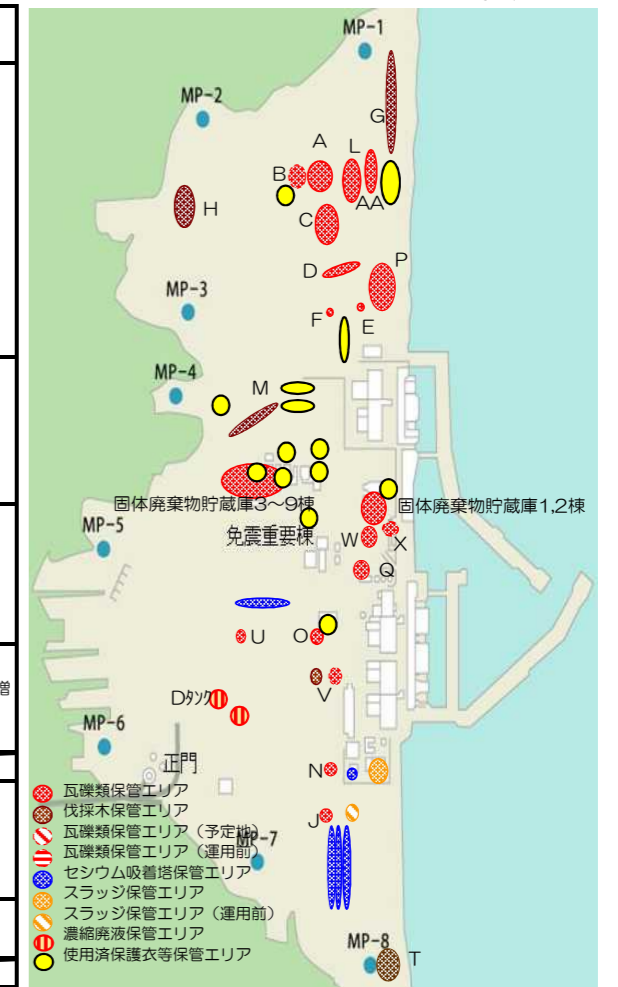 MP-1
MP-2
G
A
L
B
AA
H
C
P
D
MP-3
F
E
MP-4
M
固体廃棄物貯蔵庫3～9棟
固体廃棄物貯蔵庫1,2棟
MP-5
免震重要棟
W
X
Q
U
O
増
V
Dタンク
MP-6
正門
N
瓦礫類保管エリア
伐採木保管エリア
J
瓦礫類保管エリア（予定地）
瓦礫類保管エリア（運用前）
MP-7
セシウム吸着塔保管エリア
スラッジ保管エリア
スラッジ保管エリア（運用前）
濃縮廃液保管エリア
MP-8
使用済保護衣等保管エリア
T